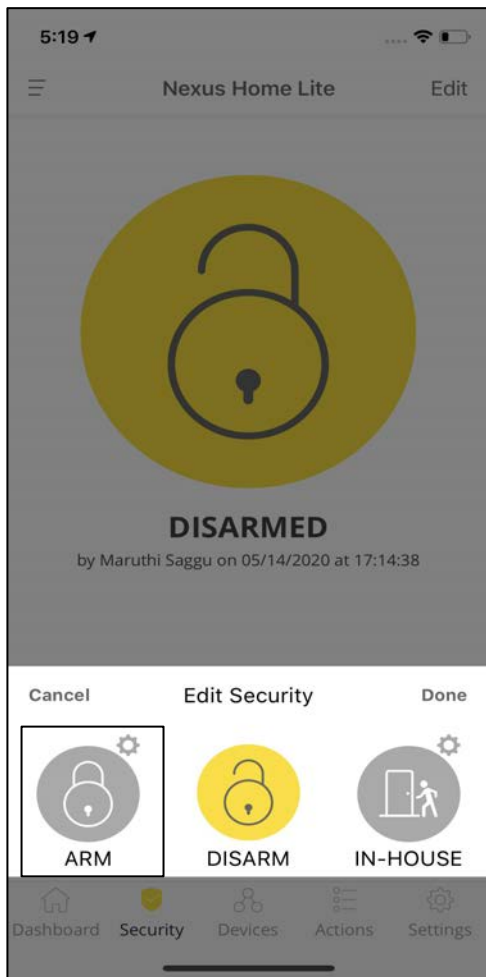 5:19
Nexus Home Lite Edit
DISARMED
by Maruthi Saggu on 05/14/2020 at 17:14:38
Cancel Edit Security Done
ARM DISARM IN-HOUSE
Dashboard Security Devices Actions Settings